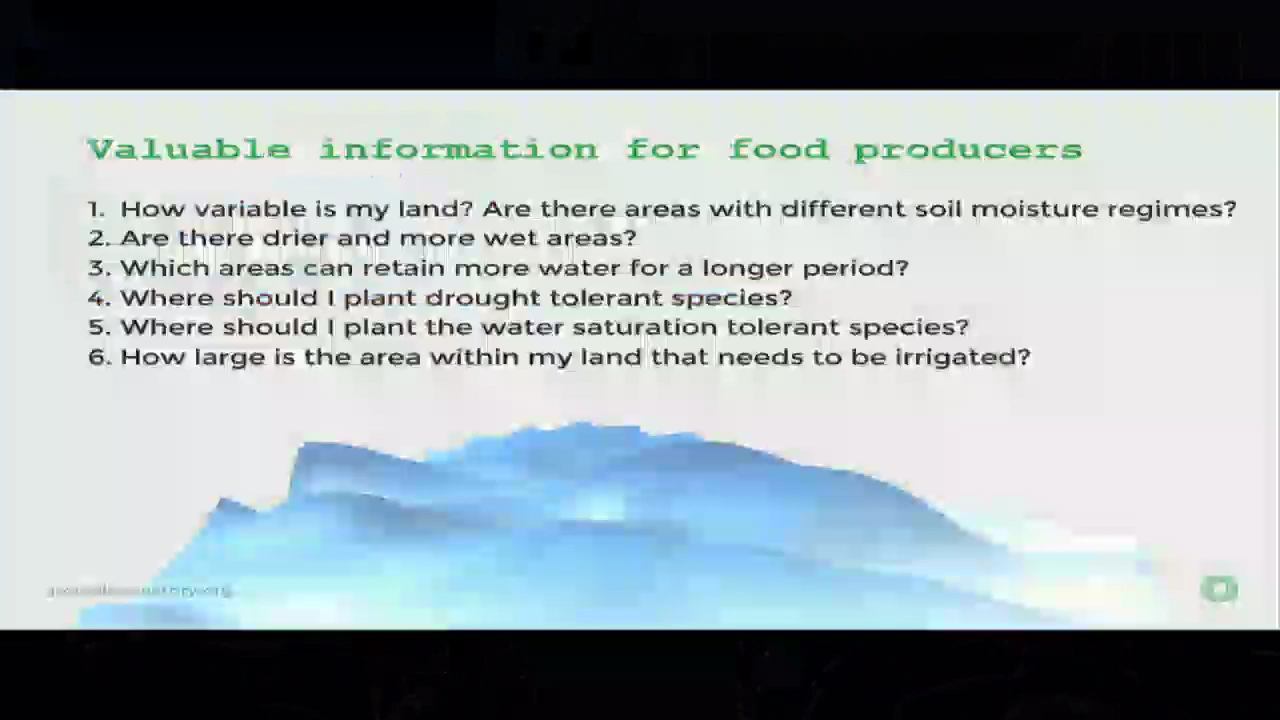 Valuable information for food producers
1. How variable is my land? Are there areas with different soil moisture regimes?
2. Are there drier and more wet areas?
3. Which areas can retain more water for a longer period?
4. Where should I plant drought tolerant species?
5. Where should I plant the water saturation tolerant species?
6. How large is the area within my land that needs to be irrigated?